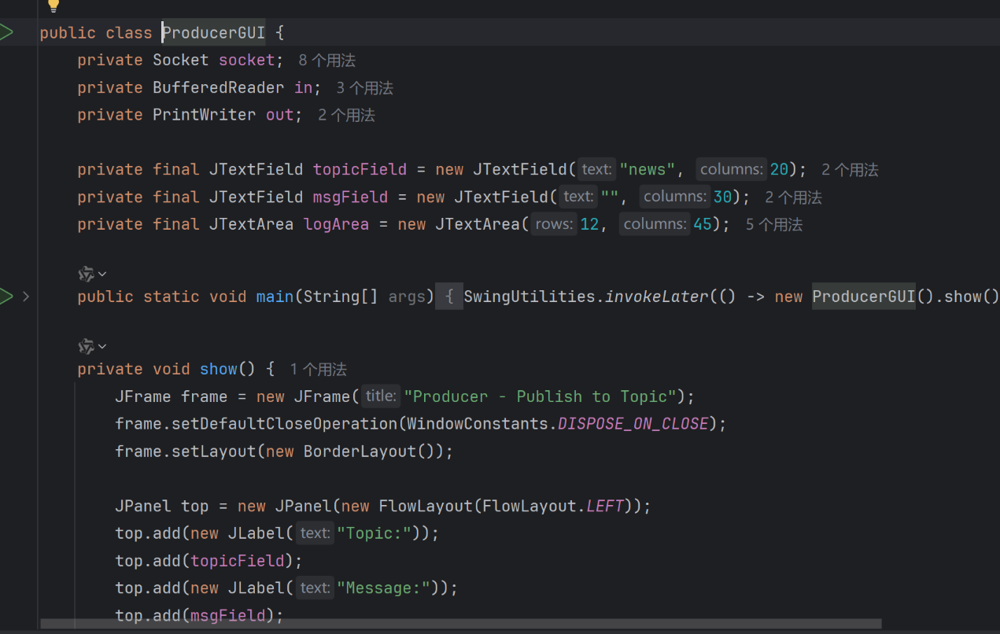 public class ProducerGUI {
private Socket socket; 8 个用法
private BufferedReader in; 3 个用法
private PrintWriter out; 2 个用法
private final JTextField topicField = new JTextField( text: "news", columns: 20); 2 个用法
private final JTextField msgField = new JTextField( text: "", columns: 30); 2 个用法
private final JTextArea logArea = new JTextArea( rows: 12, columns: 45); 5 个用法
public static void main(String[] args) { SwingUtilities.invokeLater(() -> new ProducerGUI().show()
private void show() { 1 个用法
JFrame frame = new JFrame( title: "Producer - Publish to Topic");
frame.setDefaultCloseOperation(WindowConstants.DISPOSE_ON_CLOSE);
frame.setLayout(new BorderLayout());
JPanel top = new JPanel(new FlowLayout(FlowLayout.LEFT));
top.add(new JLabel( text: "Topic:"));
top.add(topicField);
top.add(new JLabel( text: "Message:"));
top.add(msgField);